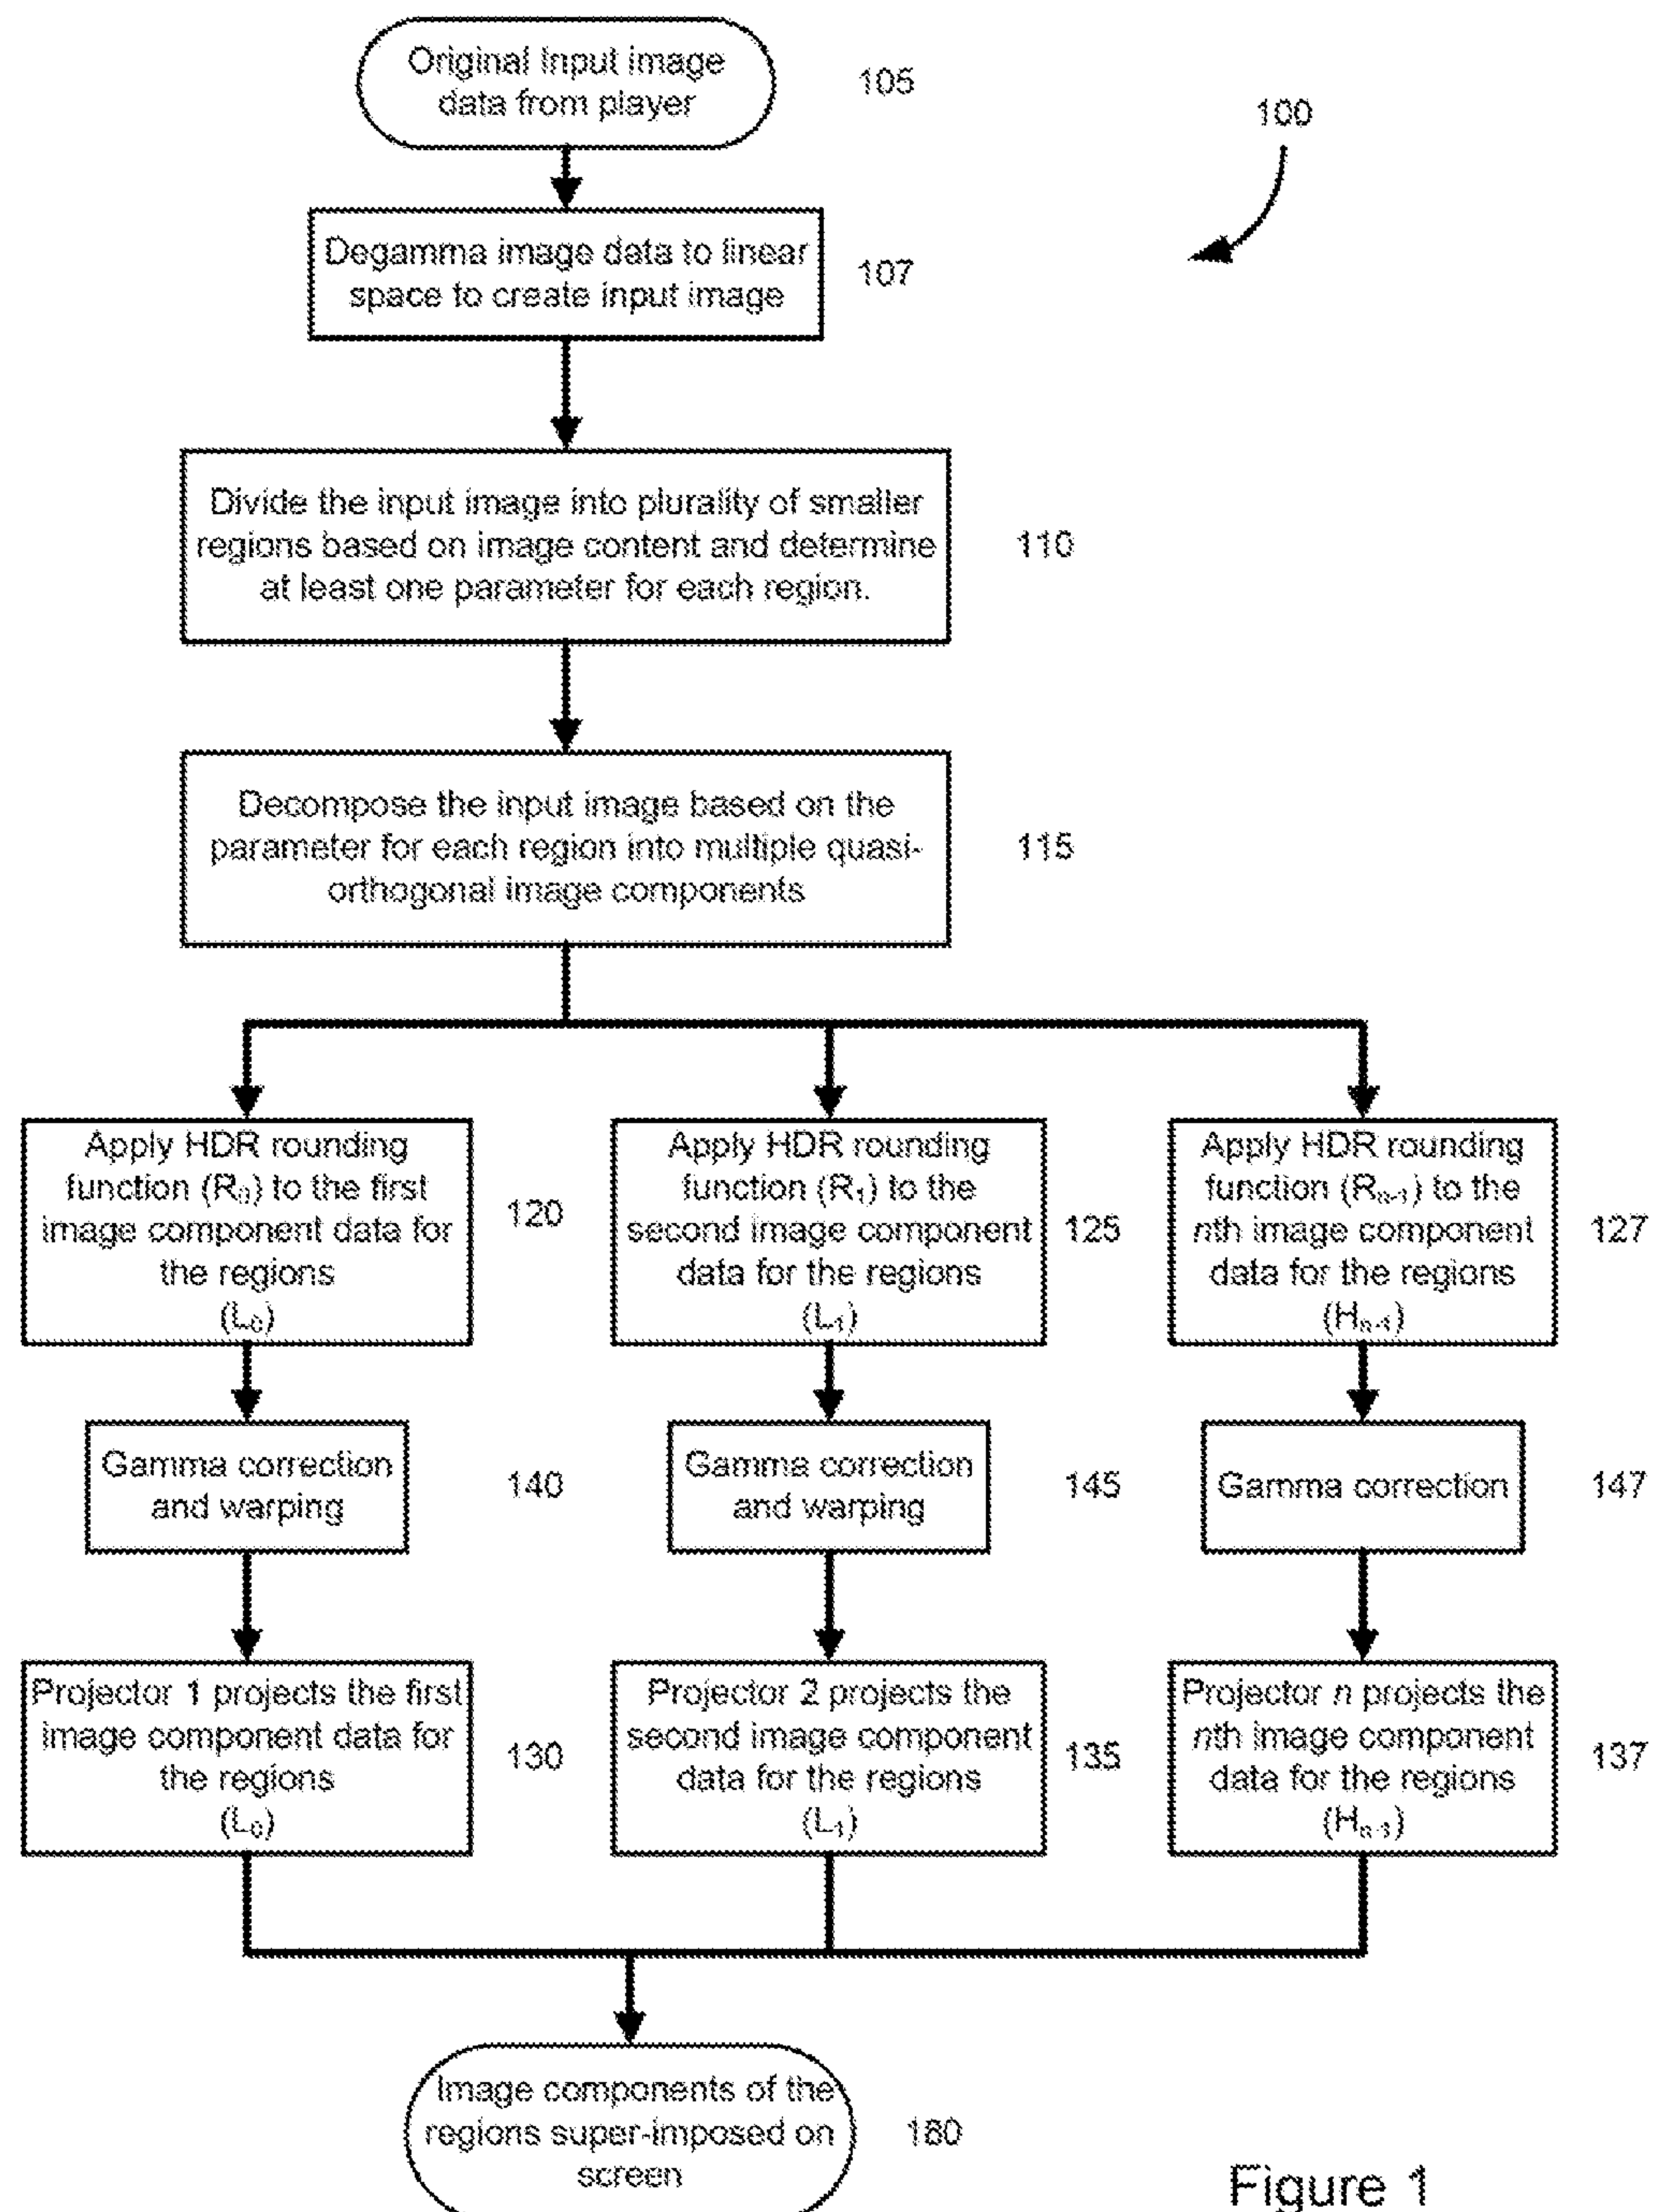 Original Input image
data from player
105
100
Degamma image data to linear
space to create input image
107
Divide the input image into plurality of smaller
regions based on image content and determine
at least one parameter for each region.
110
Decompose the input image based on the
parameter for each region into multiple quasi-
orthogonal image components
115
Apply HDR rounding
function (R₀) to the first
image component data for
the regions
(L₀)
120
Apply HDR rounding
function (R₁) to the
second image component
data for the regions
(L₁)
125
Apply HDR rounding
function (Rₙ₋₁) to the
nth image component
data for the regions
(Hₙ₋₁)
127
Gamma correction
and warping
140
Gamma correction
and warping
145
Gamma correction
147
Projector 1 projects the first
image component data for
the regions
(L₀)
130
Projector 2 projects the
second image component
data for the regions
(L₁)
135
Projector n projects the
nth image component
data for the regions
(Hₙ₋₁)
137
Image components of the
regions super-imposed on
screen
180
Figure 1